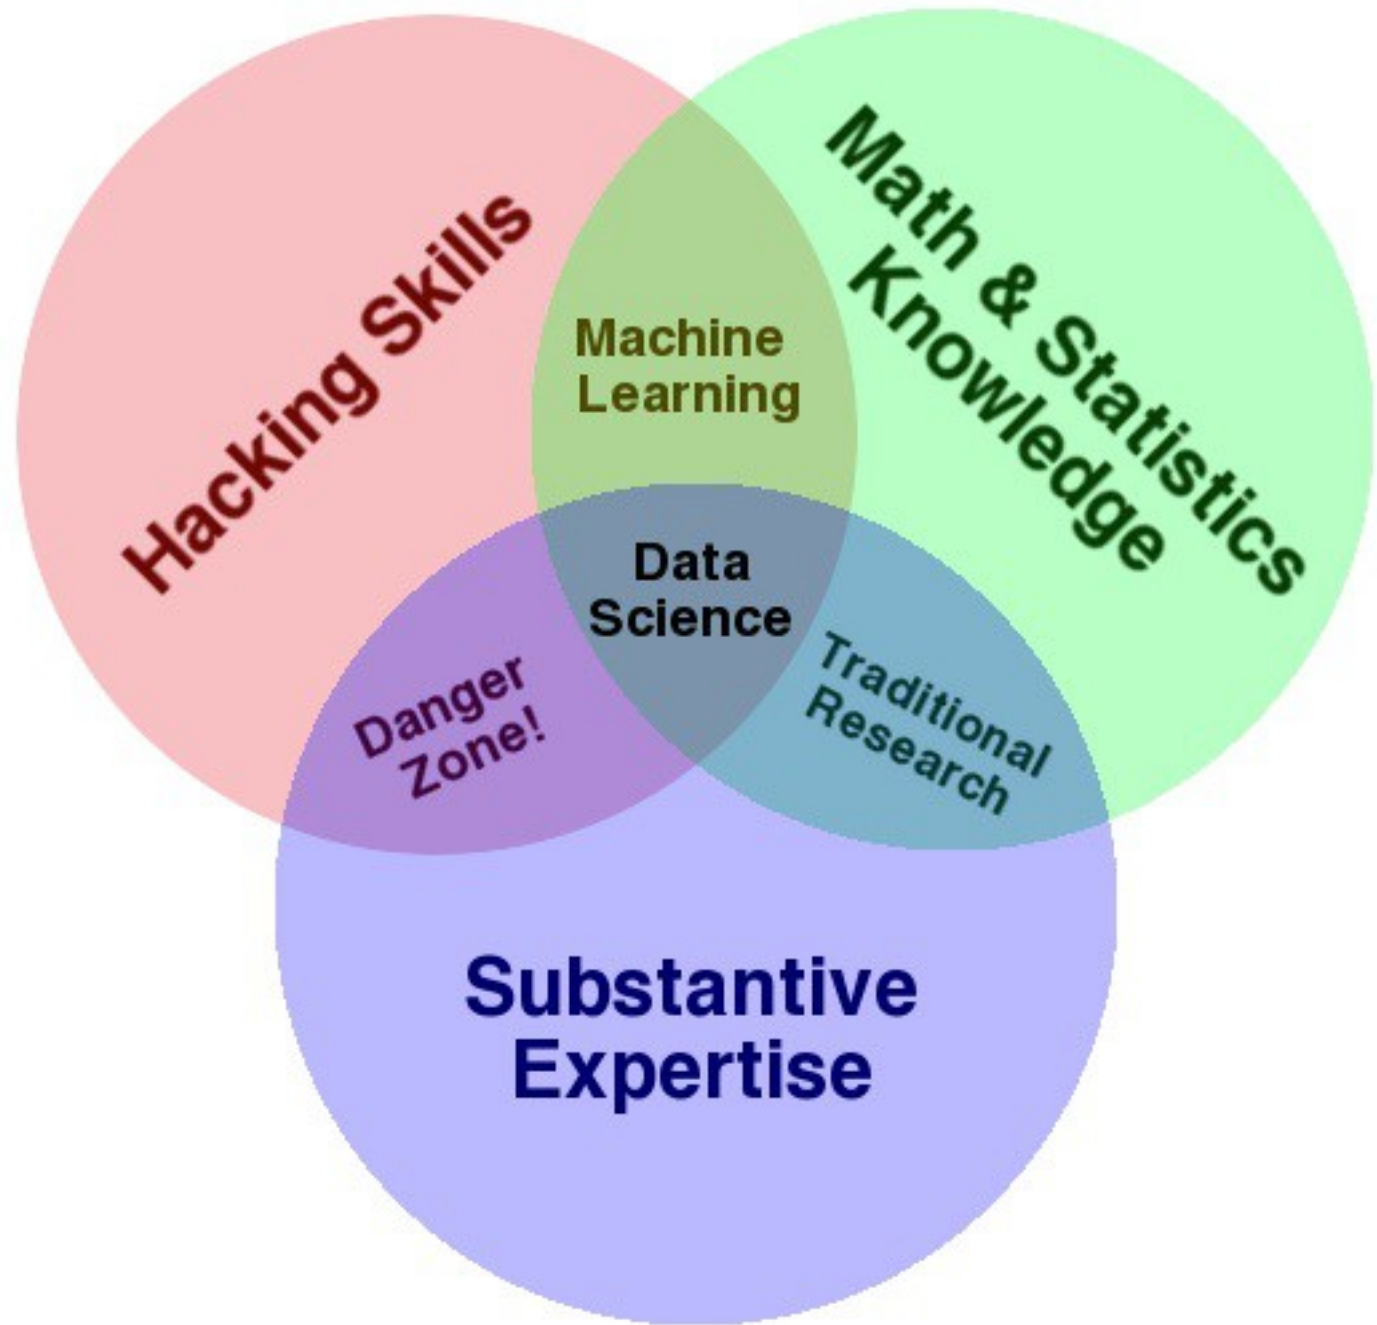 Hacking Skills
Math & Statistics
Knowledge
Machine
Learning
Data
Science
Danger
Zone!
Traditional
Research
Substantive
Expertise